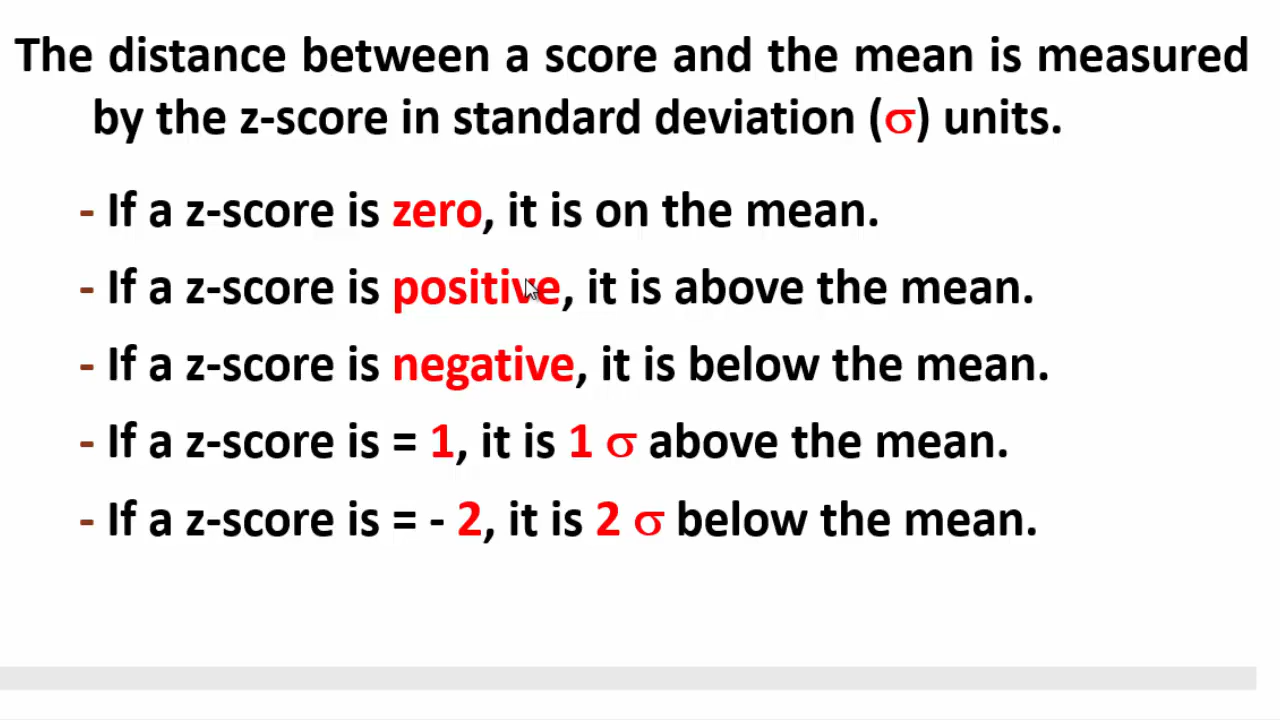 The distance between a score and the mean is measured
by the z-score in standard deviation (σ) units.
- If a z-score is zero, it is on the mean.
- If a z-score is positive, it is above the mean.
- If a z-score is negative, it is below the mean.
- If a z-score is = 1, it is 1 σ above the mean.
- If a z-score is = - 2, it is 2 σ below the mean.